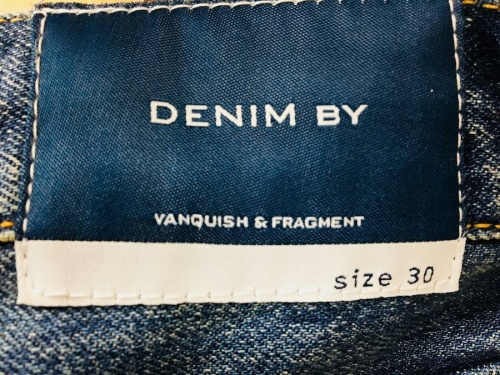 DENIM BY
VANQUISH & FRAGMENT
size 30